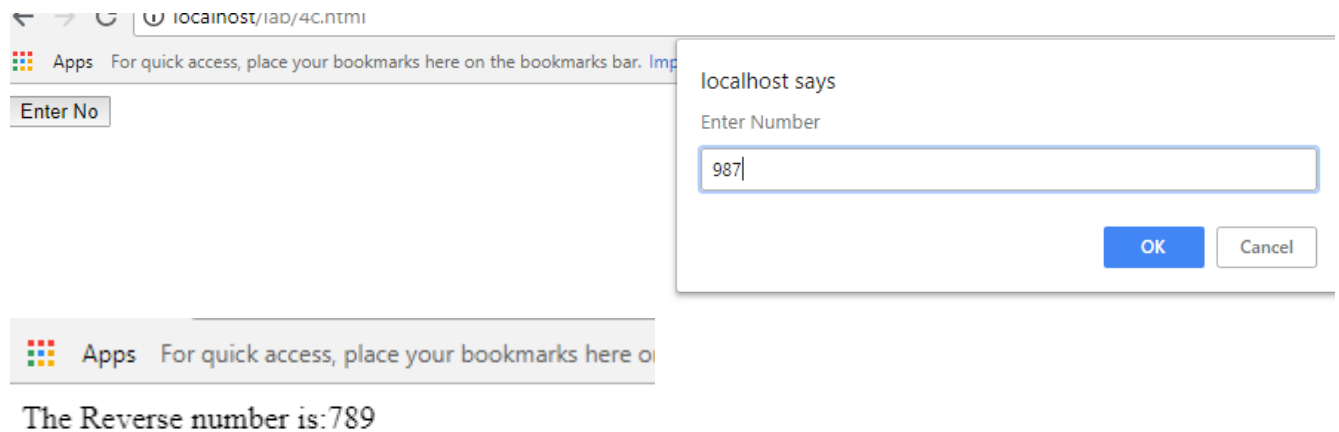 localhost/lab/4c.html
Apps For quick access, place your bookmarks here on the bookmarks bar. Imp
Enter No
localhost says
Enter Number
987
OK Cancel
Apps For quick access, place your bookmarks here o
The Reverse number is:789